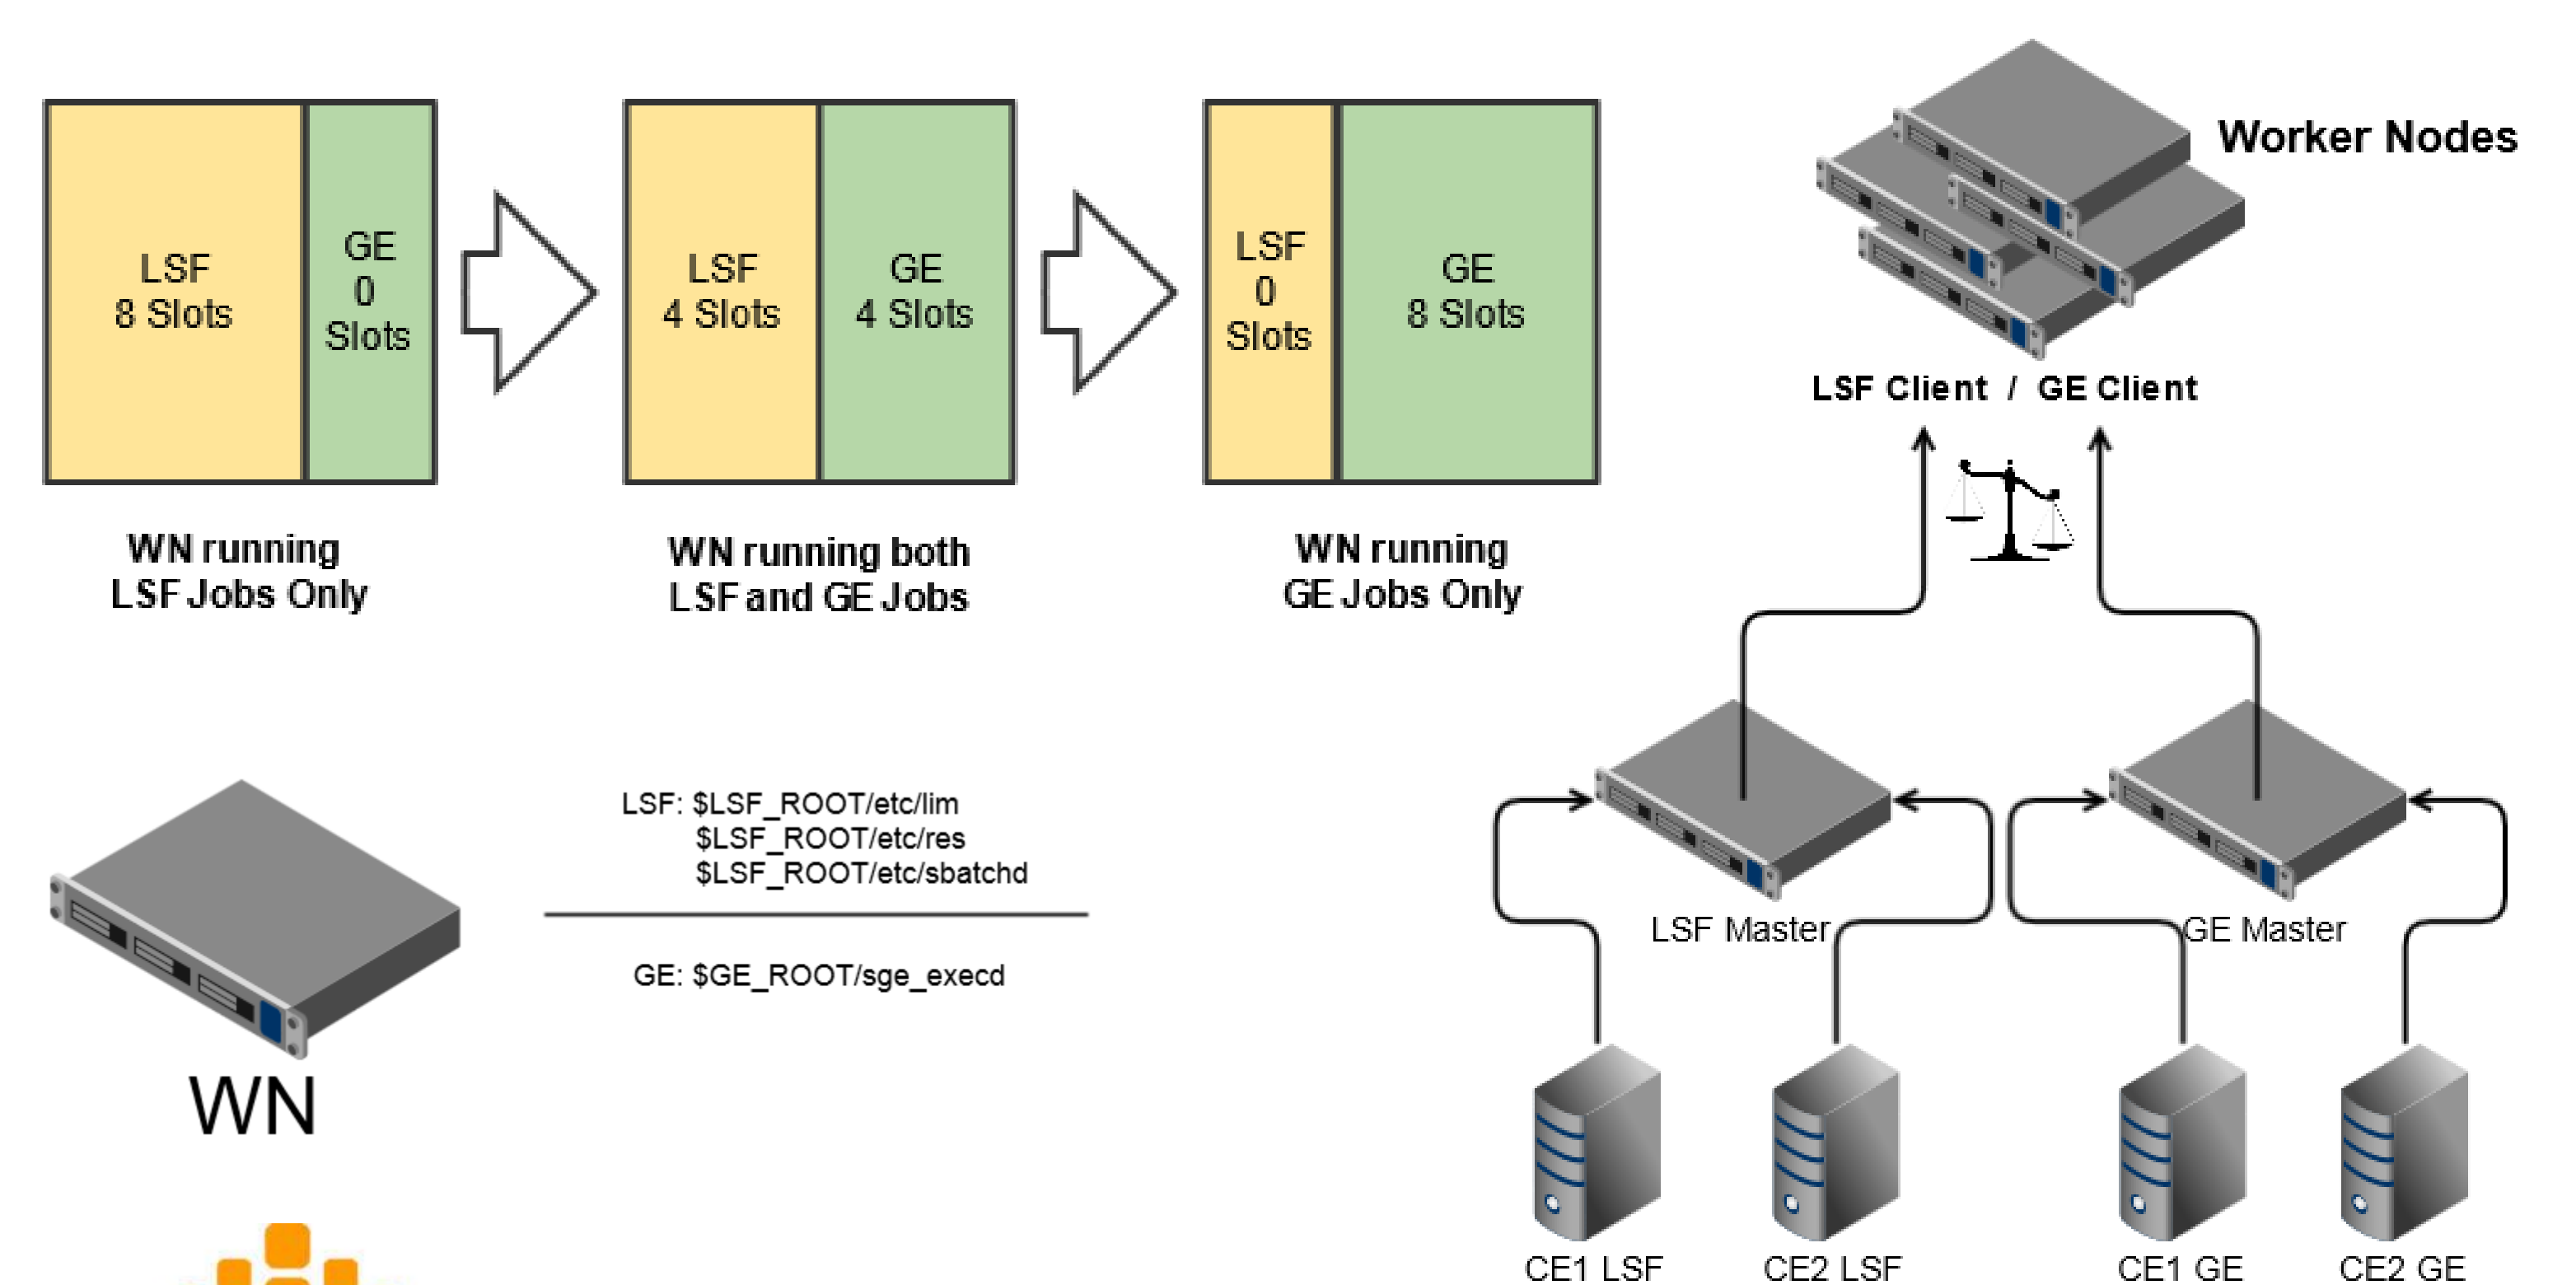 LSF
8 Slots
GE
0
Slots
LSF
4 Slots
GE
4 Slots
LSF
0
Slots
GE
8 Slots
WN running
LSF Jobs Only
WN running both
LSF and GE Jobs
WN running
GE Jobs Only
Worker Nodes
LSF Client / GE Client
LSF: $LSF_ROOT/etc/lim
$LSF_ROOT/etc/res
$LSF_ROOT/etc/sbatchd
GE: $GE_ROOT/sge_execd
WN
LSF Master
GE Master
CE1 LSF
CE2 LSF
CE1 GE
CE2 GE